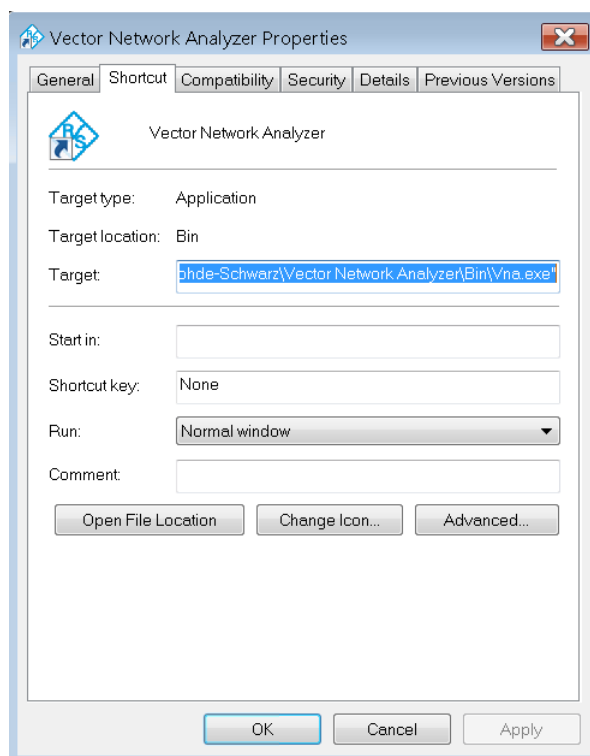 Vector Network Analyzer Properties
General Shortcut Compatibility Security Details Previous Versions
R S
Vector Network Analyzer
Target type: Application
Target location: Bin
Target: ohde-Schwarz\Vector Network Analyzer\Bin\Vna.exe"
Start in:
Shortcut key: None
Run: Normal window
Comment:
Open File Location Change Icon... Advanced...
OK Cancel Apply